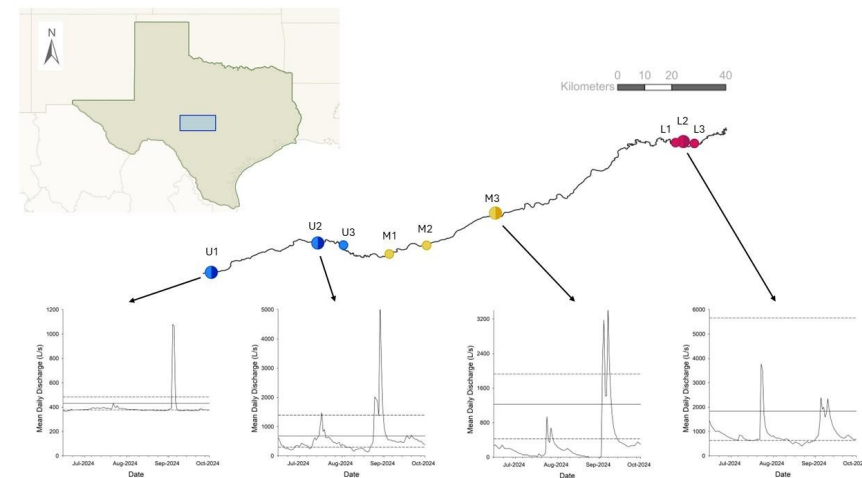 N
0 10 20 40
Kilometers
L2
L1 L3
M3
U2
U3
M1 M2
U1
1200
1000
800
600
400
200
0
Mean Daily Discharge (L/s)
Jul-2024 Aug-2024 Sep-2024 Oct-2024
Date
5000
4000
3000
2000
1000
0
Mean Daily Discharge (L/s)
Jul-2024 Aug-2024 Sep-2024 Oct-2024
Date
3200
2400
1600
800
0
Mean Daily Discharge (L/s)
Jul-2024 Aug-2024 Sep-2024 Oct-2024
Date
6000
5000
4000
3000
2000
1000
0
Mean Daily Discharge (L/s)
Jul-2024 Aug-2024 Sep-2024 Oct-2024
Date